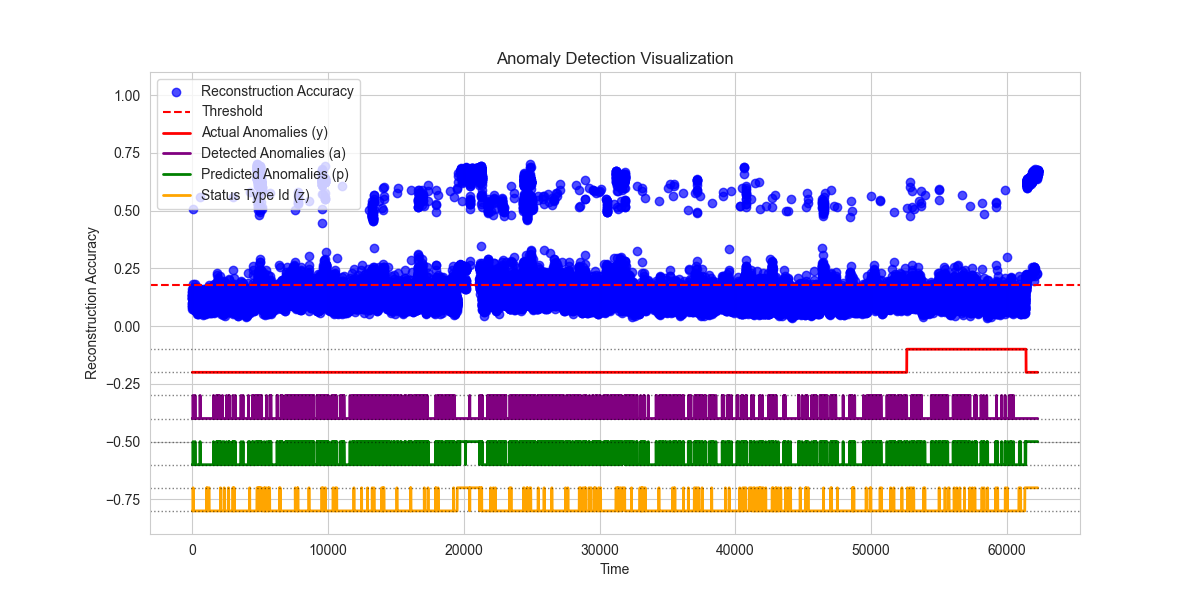 Anomaly Detection Visualization
Reconstruction Accuracy
Threshold
Actual Anomalies (y)
Detected Anomalies (a)
Predicted Anomalies (p)
Status Type Id (z)
Reconstruction Accuracy
1.00
0.75
0.50
0.25
0.00
−0.25
−0.50
−0.75
0 10000 20000 30000 40000 50000 60000
Time